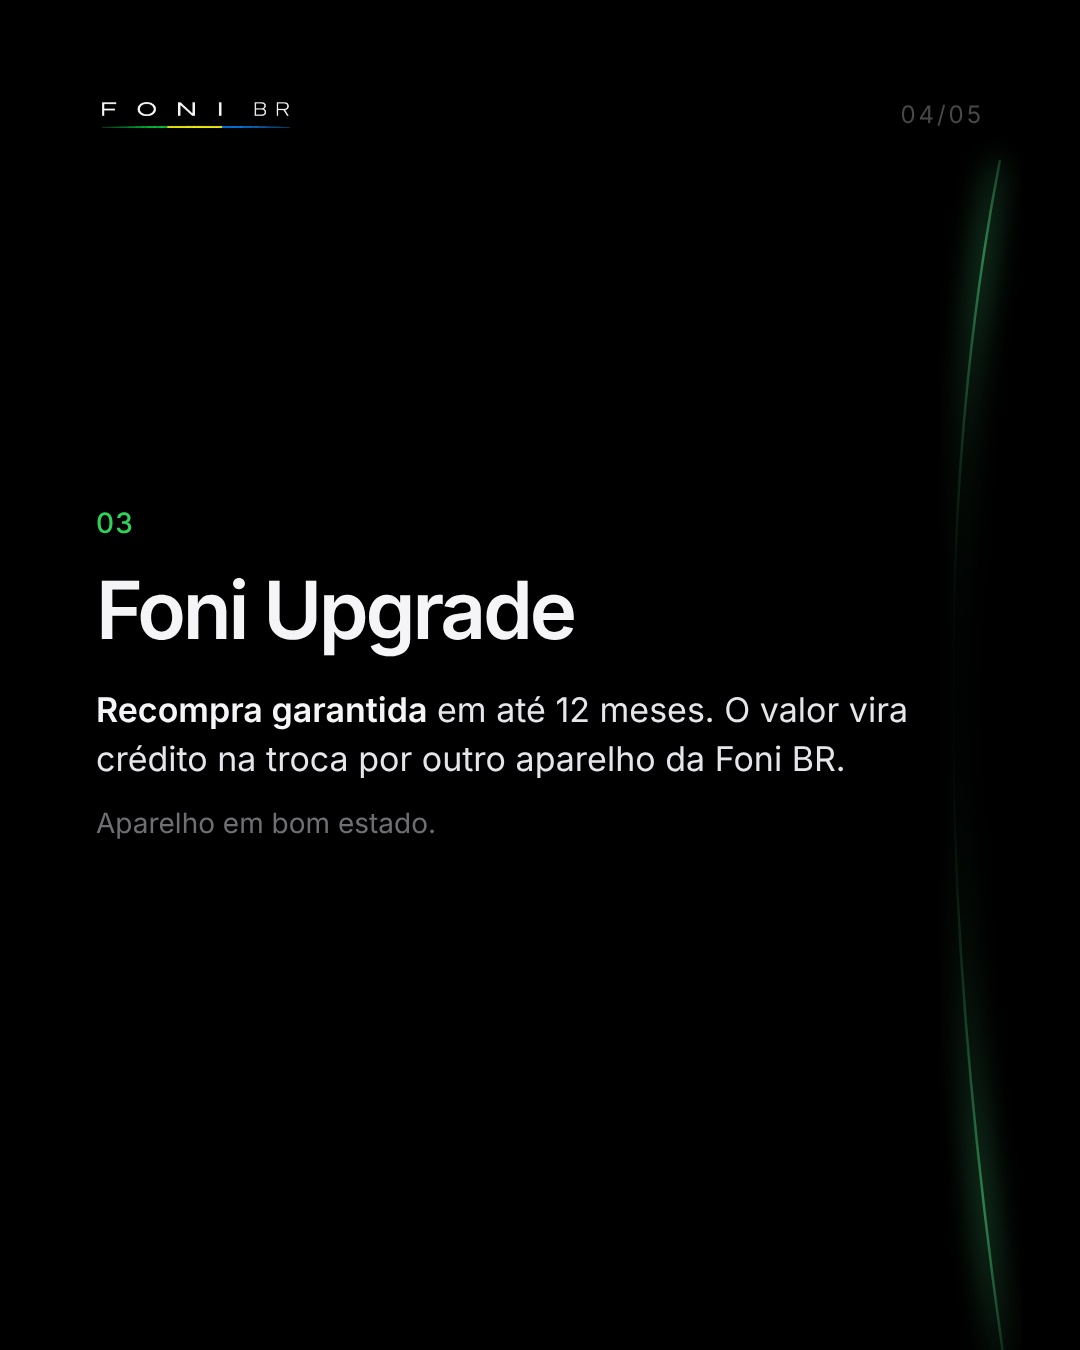 FONI BR
04/05
03
Foni Upgrade
Recompra garantida em até 12 meses. O valor vira
crédito na troca por outro aparelho da Foni BR.
Aparelho em bom estado.